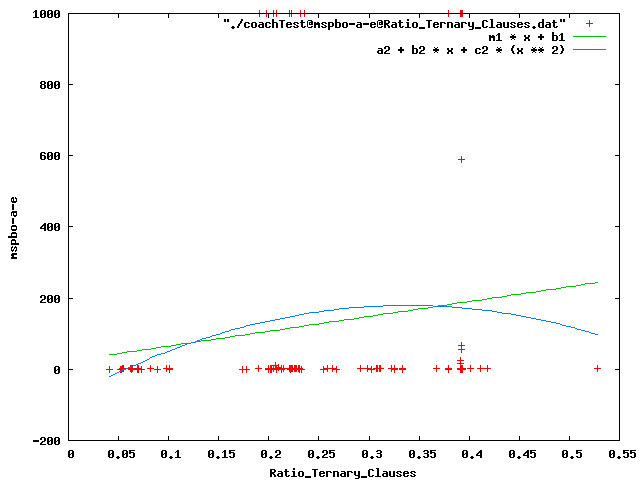 "./coachTest@mspbo-a-e@Ratio_Ternary_Clauses.dat"
m1 * x + b1
a2 + b2 * x + c2 * (x ** 2)
1000
800
600
400
200
0
-200
mspbo-a-e
0 0.05 0.1 0.15 0.2 0.25 0.3 0.35 0.4 0.45 0.5 0.55
Ratio_Ternary_Clauses